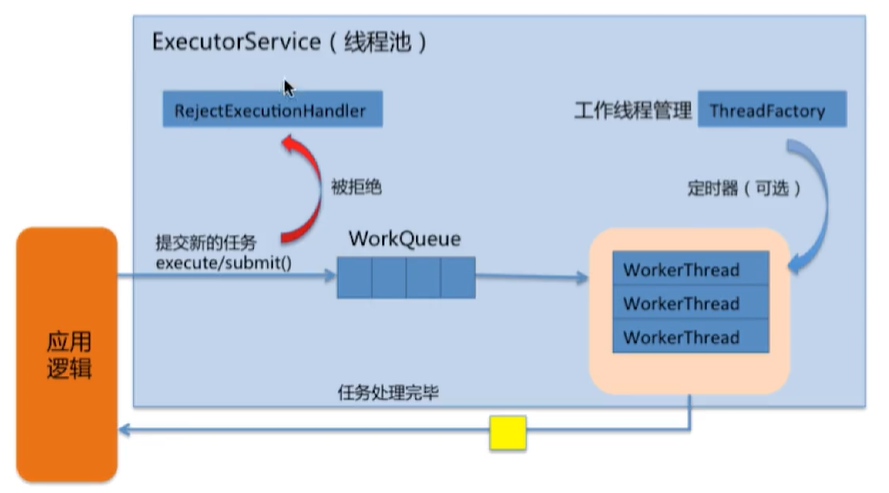 ExecutorService（线程池）
RejectExecutionHandler
工作线程管理
ThreadFactory
被拒绝
定时器（可选）
提交新的任务
execute/submit()
WorkQueue
WorkerThread
WorkerThread
WorkerThread
应用
逻辑
任务处理完毕